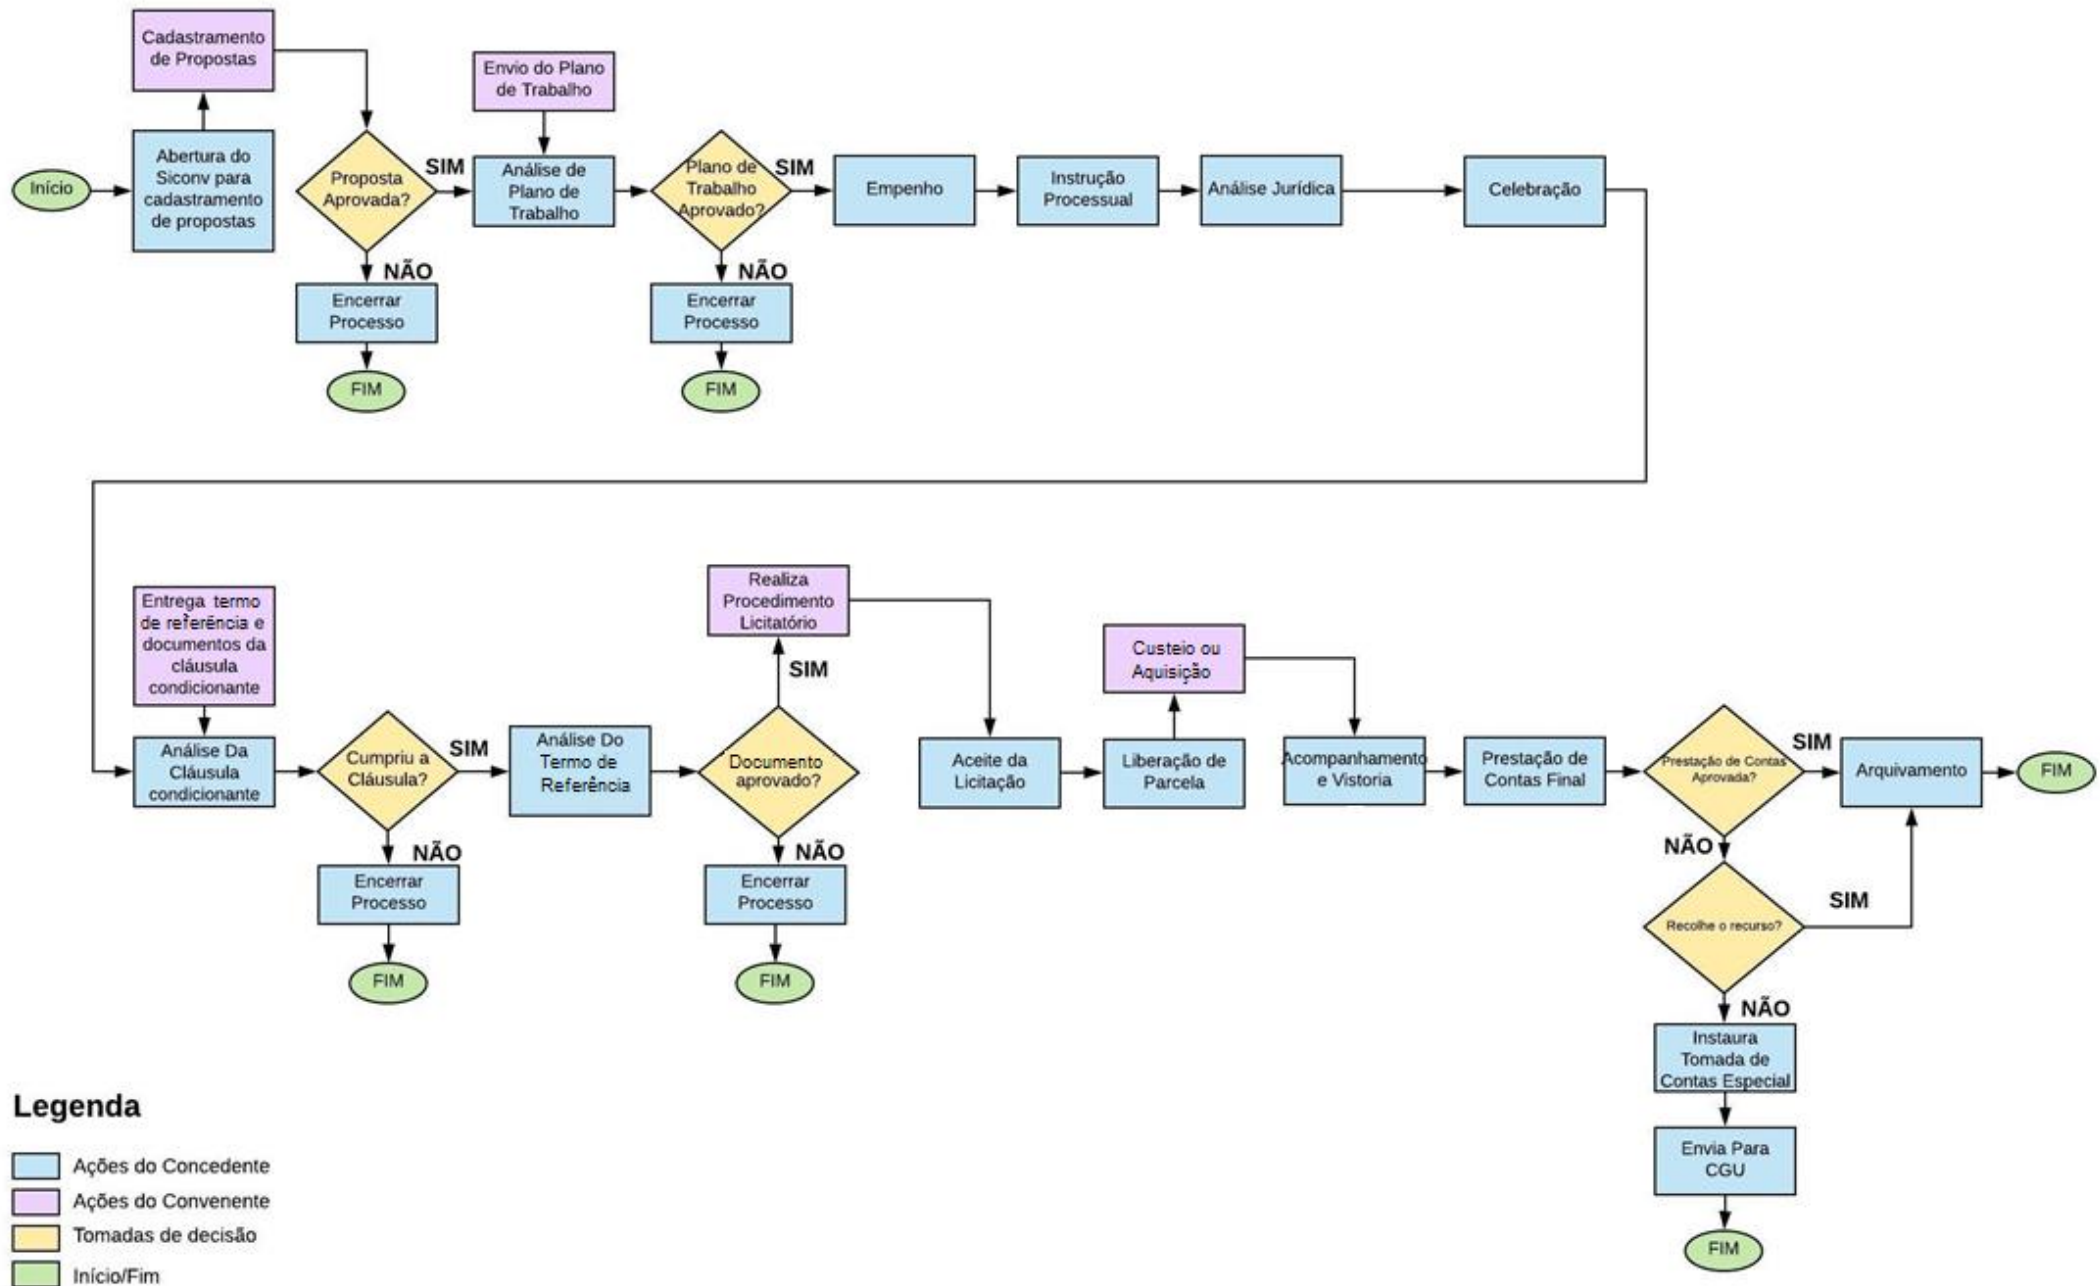 Cadastramento
de Propostas
Envio do Plano
de Trabalho
Início
Abertura do
Siconv para
cadastramento
de propostas
Proposta
Aprovada?
SIM
Análise de
Plano de
Trabalho
Plano de
Trabalho
Aprovado?
SIM
Empenho
Instrução
Processual
Análise Jurídica
Celebração
NÃO
Encerrar
Processo
FIM
NÃO
Encerrar
Processo
FIM
Entrega termo
de referência e
documentos da
cláusula
condicionante
Realiza
Procedimento
Licitatório
SIM
Custeio ou
Aquisição
Análise Da
Cláusula
condicionante
Cumpriu a
Cláusula?
SIM
Análise Do
Termo de
Referência
Documento
aprovado?
Aceite da
Licitação
Liberação de
Parcela
Acompanhamento
e Vistoria
Prestação de
Contas Final
Prestação de Contas
Aprovada?
SIM
Arquivamento
FIM
NÃO
Encerrar
Processo
FIM
NÃO
Encerrar
Processo
FIM
NÃO
Recolhe o recurso?
SIM
NÃO
Instaura
Tomada de
Contas Especial
Envia Para
CGU
FIM
Legenda
Ações do Concedente
Ações do Convenente
Tomadas de decisão
Início/Fim